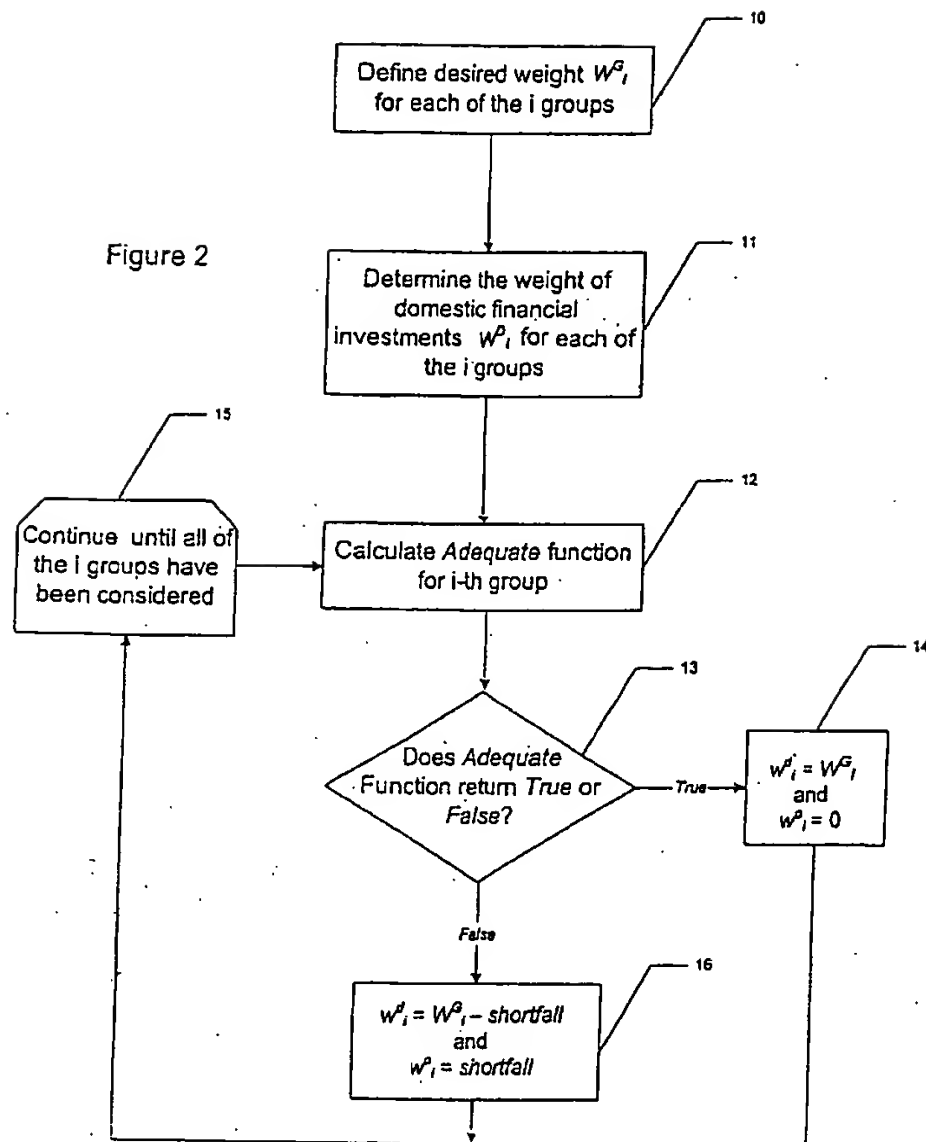 10
Define desired weight W^G_i
for each of the i groups
Figure 2
11
Determine the weight of
domestic financial
investments W^D_i for each of
the i groups
15
12
Continue until all of
the i groups have
been considered
Calculate Adequate function
for i-th group
14
13
Does Adequate
Function return True or
False?
True
w^d_i = W^G_i
and
w^p_i = 0
False
16
w^d_i = W^G_i – shortfall
and
w^p_i = shortfall